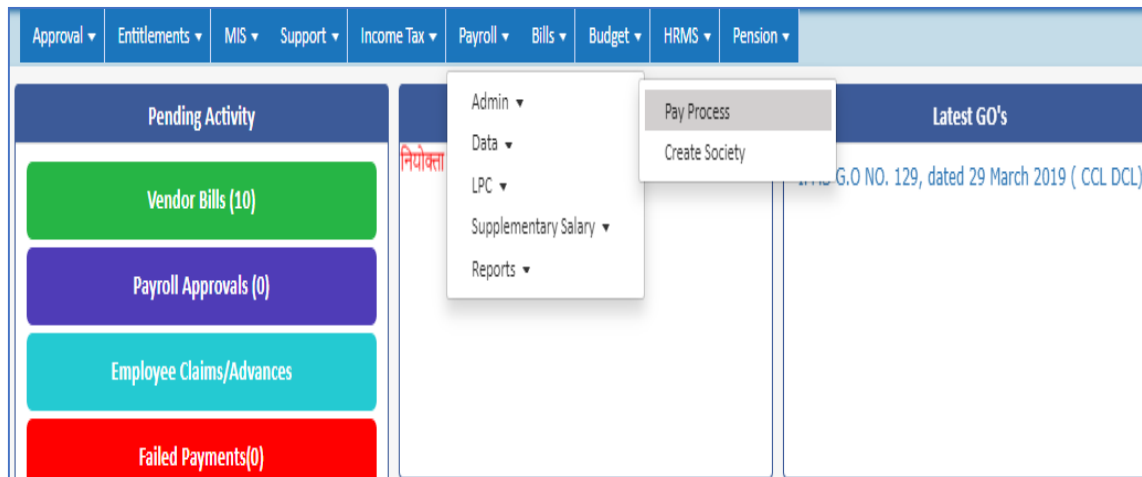 Approval Entitlements MIS Support Income Tax Payroll Bills Budget HRMS Pension
Pending Activity
Vendor Bills (10)
Payroll Approvals (0)
Employee Claims/Advances
Failed Payments(0)
नियोक्ता
Admin
Data
LPC
Supplementary Salary
Reports
Pay Process
Create Society
Latest GO's
G.O NO. 129, dated 29 March 2019 ( CCL DCL)